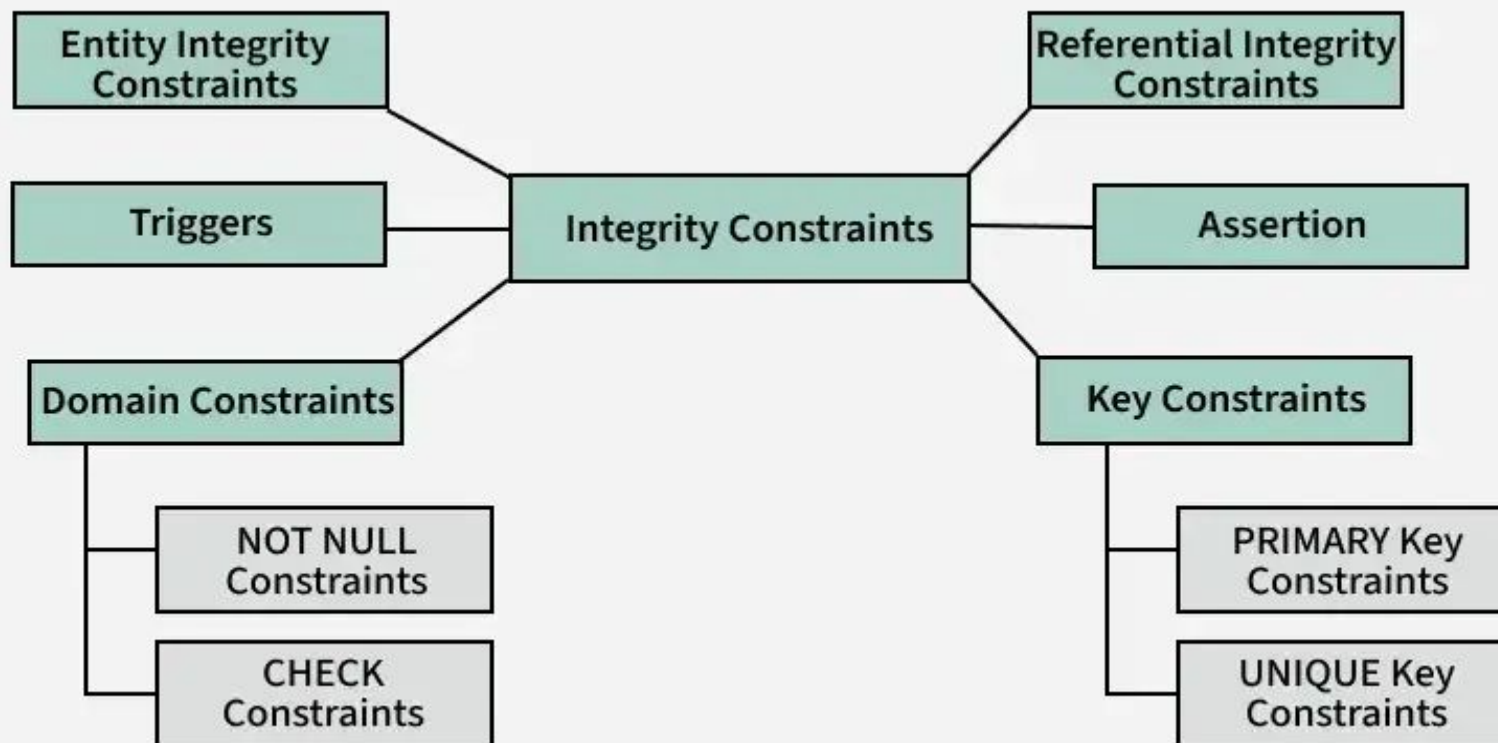 Entity Integrity
Constraints
Referential Integrity
Constraints
Triggers
Integrity Constraints
Assertion
Domain Constraints
Key Constraints
NOT NULL
Constraints
PRIMARY Key
Constraints
CHECK
Constraints
UNIQUE Key
Constraints